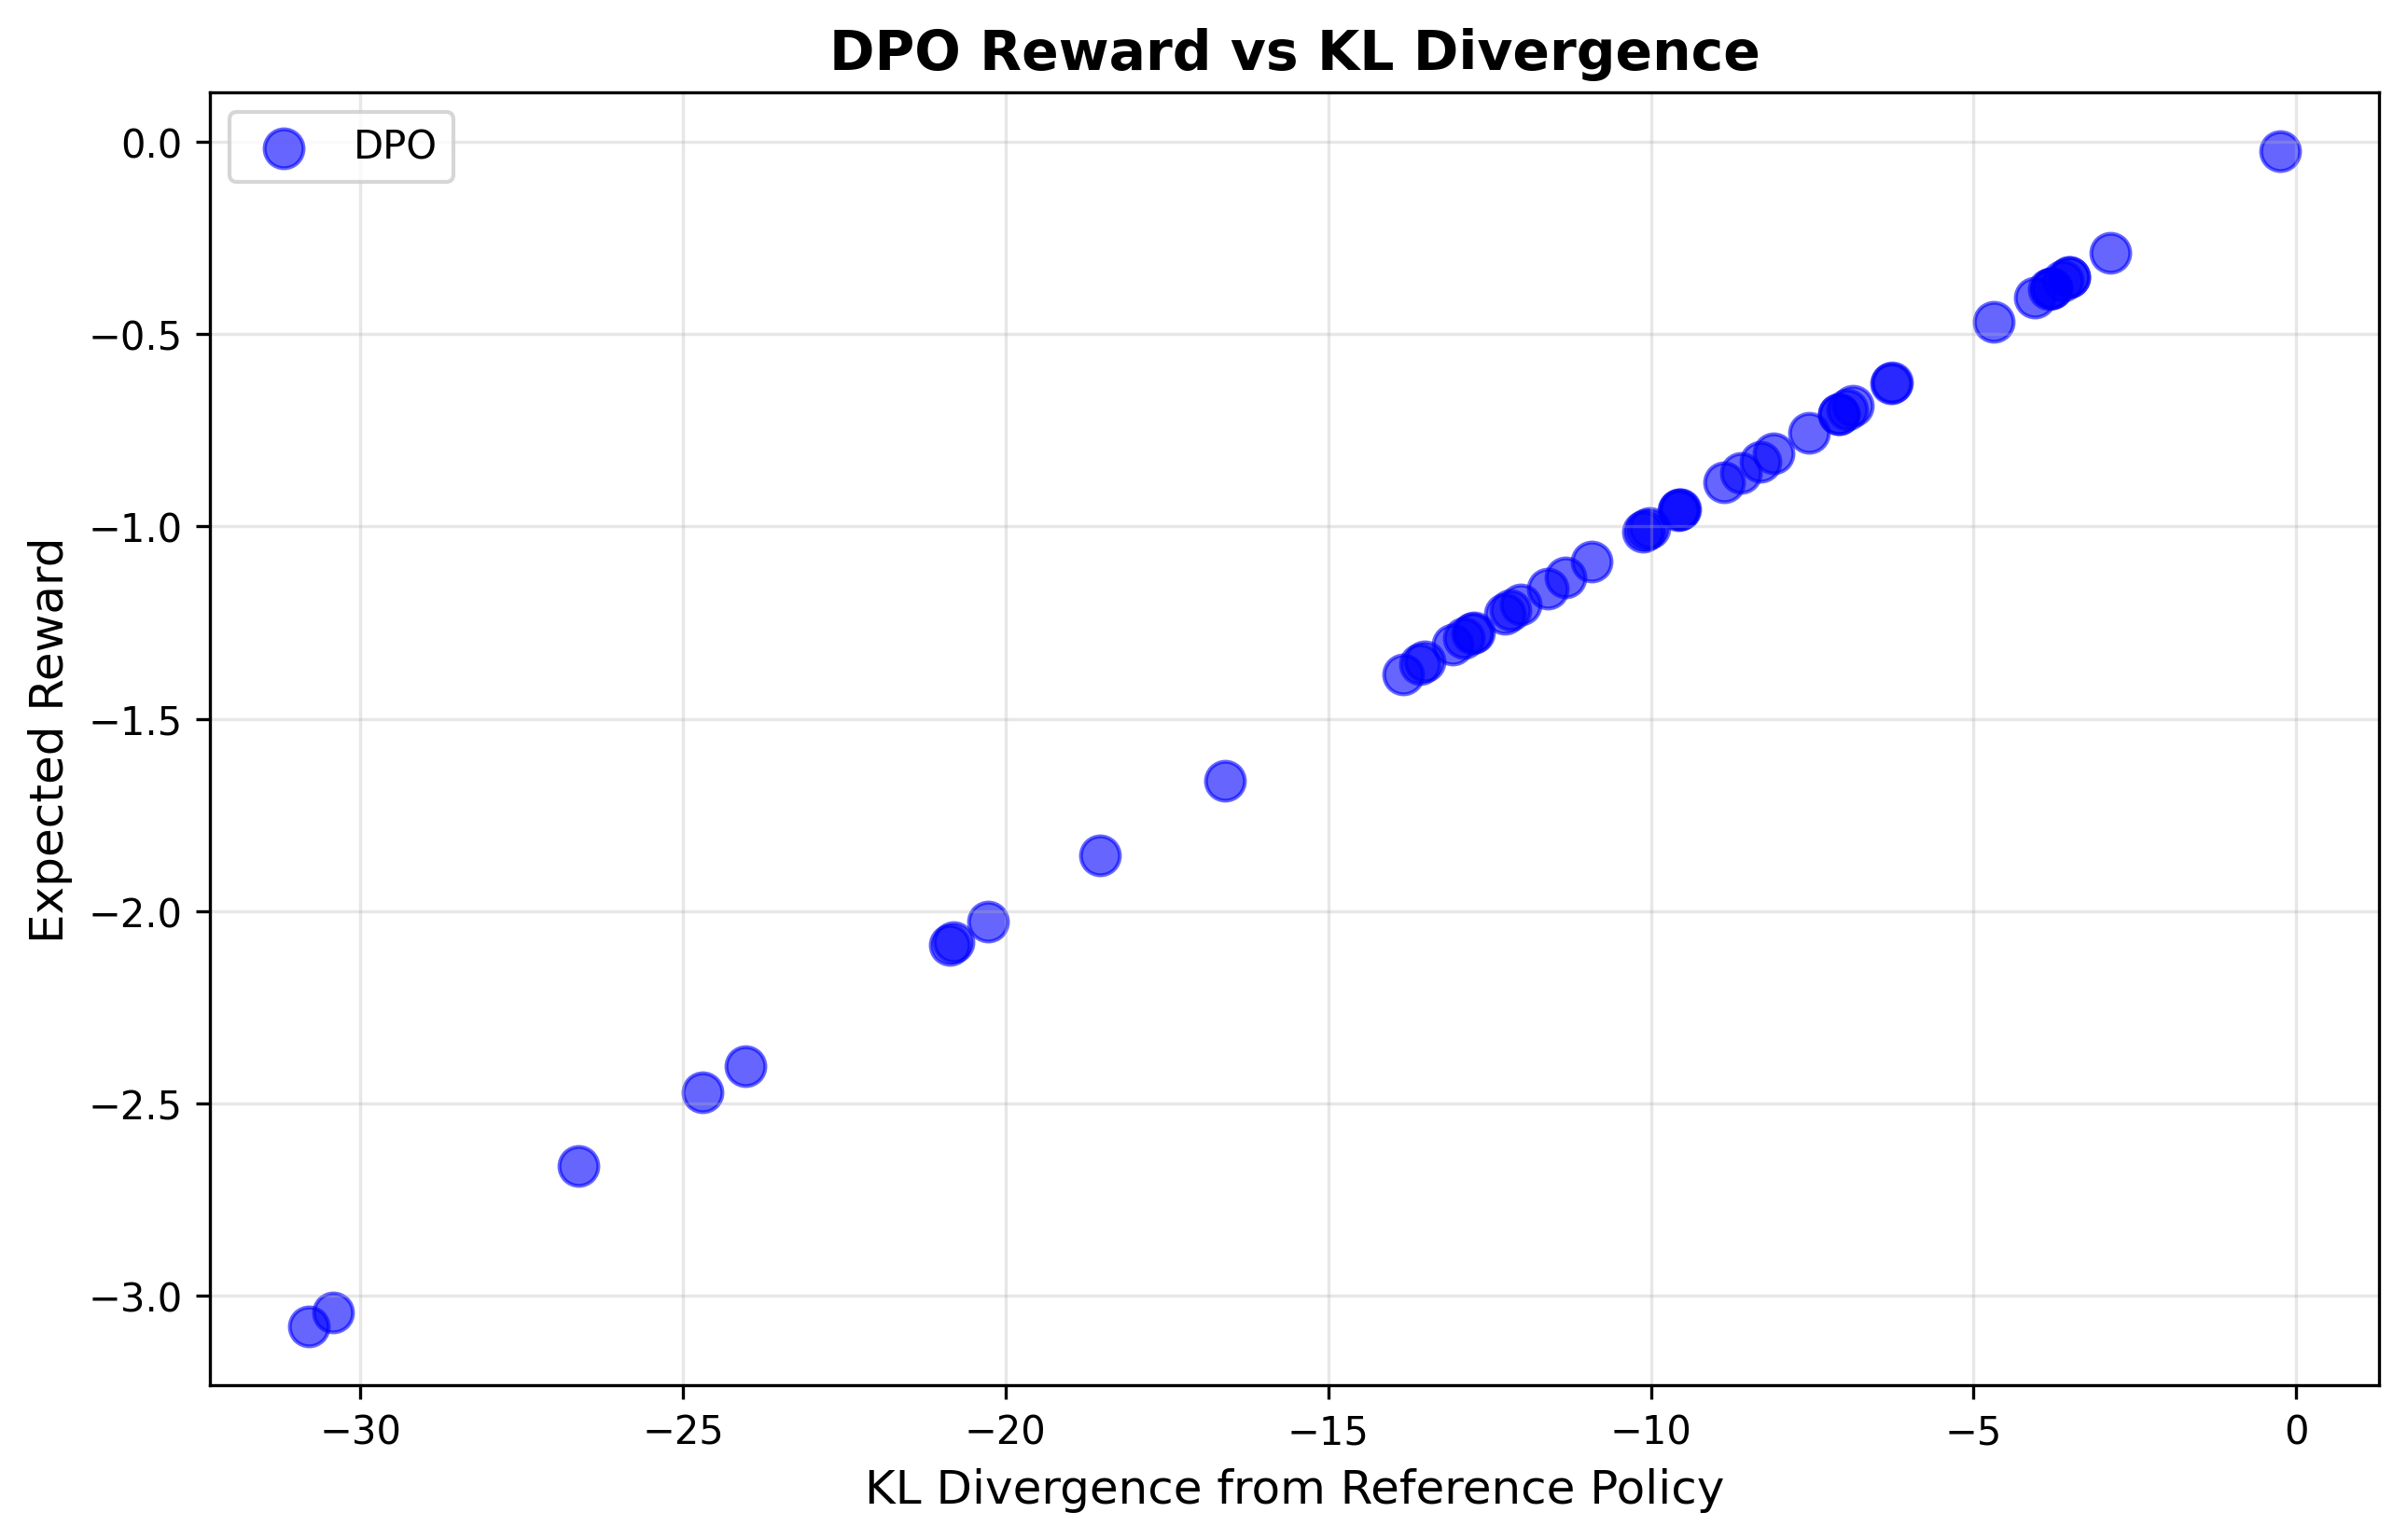 DPO Reward vs KL Divergence
DPO
Expected Reward
0.0
−0.5
−1.0
−1.5
−2.0
−2.5
−3.0
−30 −25 −20 −15 −10 −5 0
KL Divergence from Reference Policy